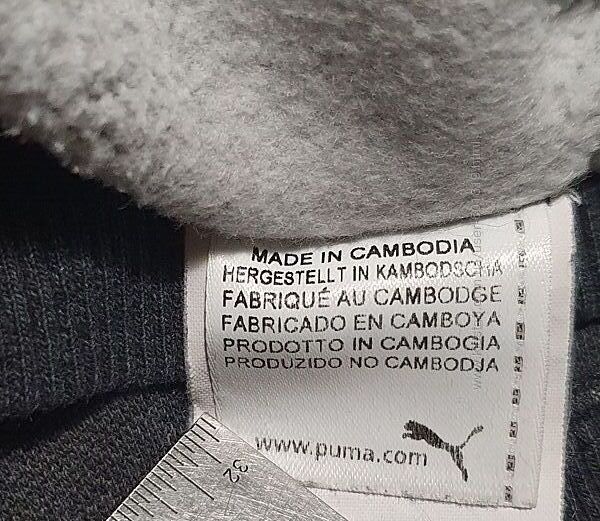 MADE IN CAMBODIA
HERGESTELLT IN KAMBODSCHA
FABRIQUÉ AU CAMBODGE
FABRICADO EN CAMBOYA
PRODOTTO IN CAMBOGIA
PRODUZIDO NO CAMBODJA
www.puma.com
32